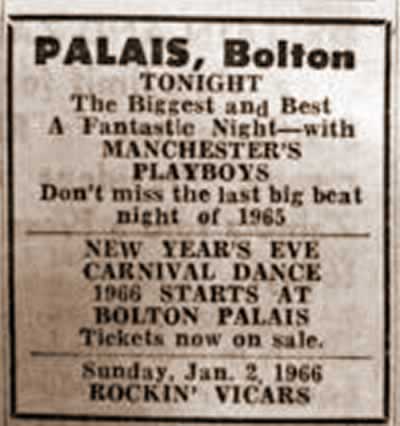 PALAIS, Bolton
TONIGHT
The Biggest and Best
A Fantastic Night—with
MANCHESTER'S
PLAYBOYS
Don't miss the last big beat
night of 1965
NEW YEAR'S EVE
CARNIVAL DANCE
1966 STARTS AT
BOLTON PALAIS
Tickets now on sale.
Sunday, Jan. 2, 1966
ROCKIN' VICARS